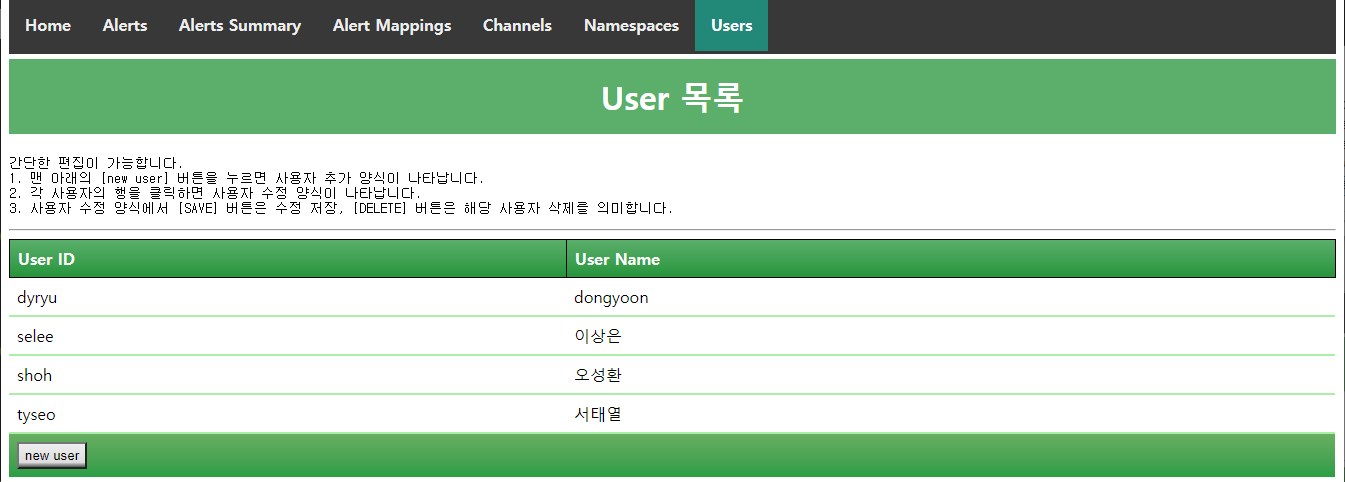 Home Alerts Alerts Summary Alert Mappings Channels Namespaces Users
User 목록
간단한 편집이 가능합니다.
1. 맨 아래의 [new user] 버튼을 누르면 사용자 추가 양식이 나타납니다.
2. 각 사용자의 행을 클릭하면 사용자 수정 양식이 나타납니다.
3. 사용자 수정 양식에서 [SAVE] 버튼은 수정 저장, [DELETE] 버튼은 해당 사용자 삭제를 의미합니다.
User ID User Name
dyryu dongyoon
selee 이상은
shoh 오성환
tyseo 서태열
new user